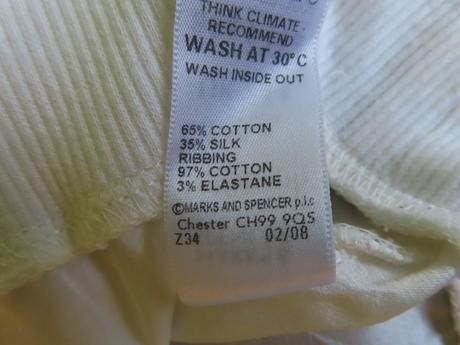 THINK CLIMATE-
RECOMMEND
WASH AT 30°C
WASH INSIDE OUT
65% COTTON
35% SILK
RIBBING
97% COTTON
3% ELASTANE
©MARKS AND SPENCER p.l.c
Chester CH99 9QS
Z34 02/08